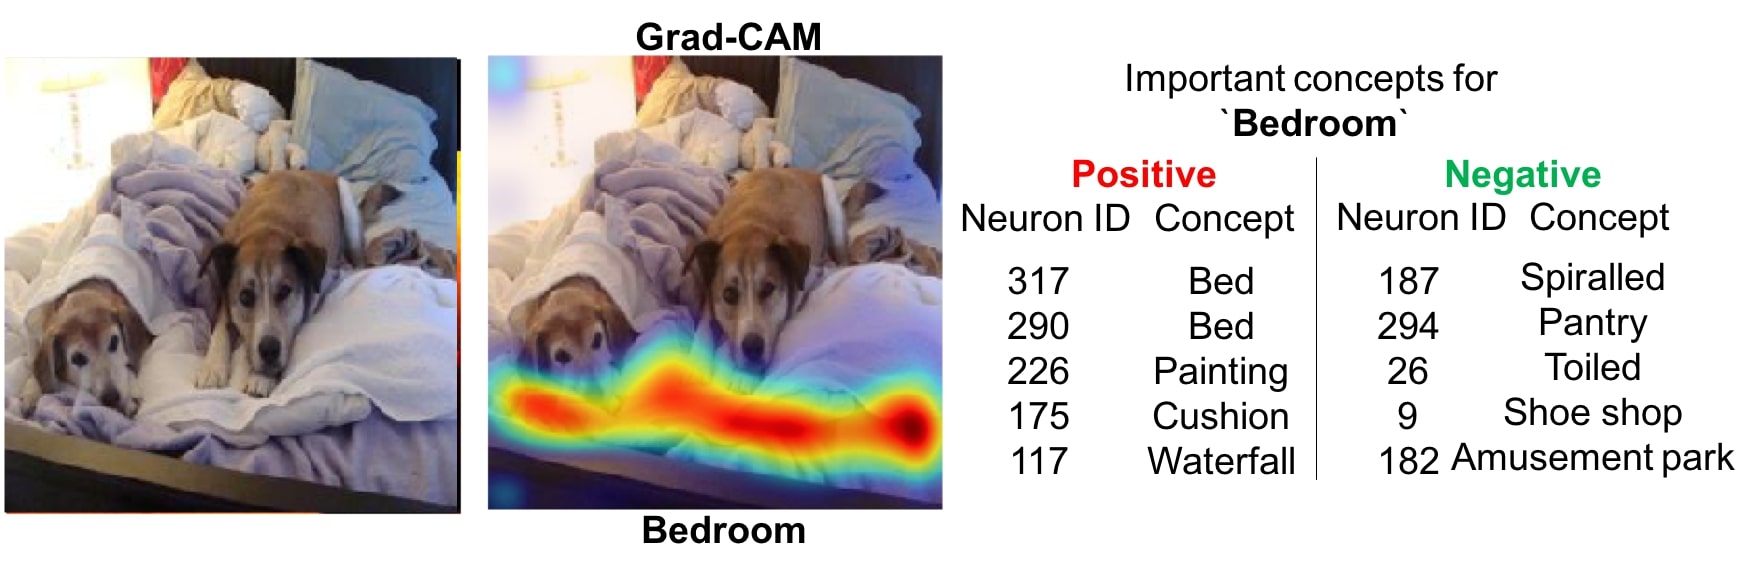 Grad-CAM
Bedroom
Important concepts for
`Bedroom`
Positive Negative
Neuron ID Concept Neuron ID Concept
317 Bed 187 Spiralled
290 Bed 294 Pantry
226 Painting 26 Toiled
175 Cushion 9 Shoe shop
117 Waterfall 182 Amusement park